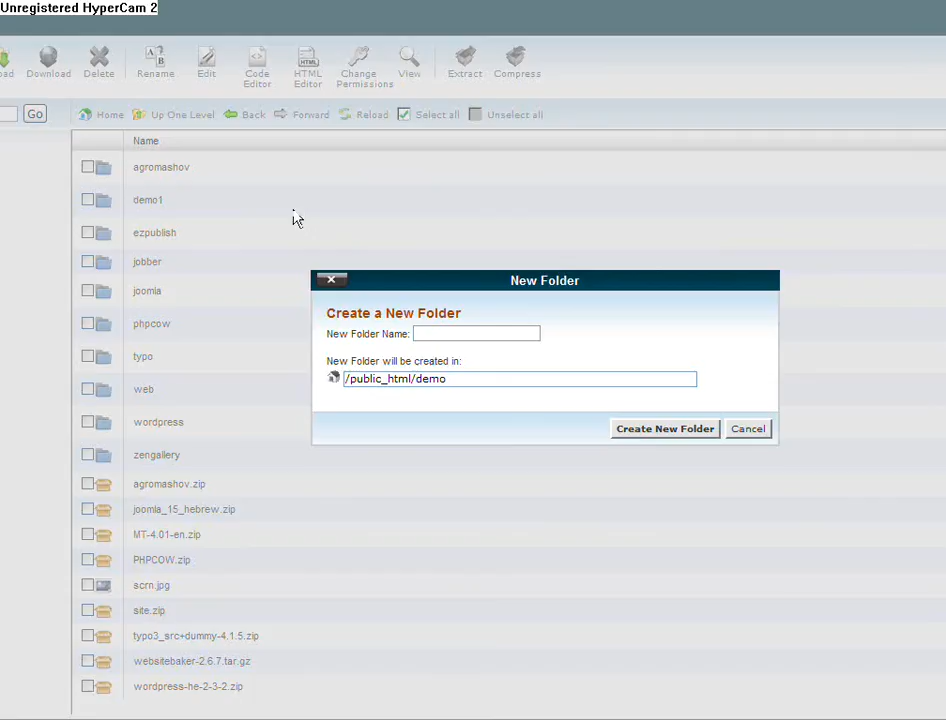 Unregistered HyperCam 2
Download Delete Rename Edit Code Editor HTML Editor Change Permissions View Extract Compress
Go Home Up One Level Back Forward Reload Select all Unselect all
Name
agromashov
demo1
ezpublish
jobber
joomla
phpcow
typo
web
wordpress
zengallery
agromashov.zip
joomla_15_hebrew.zip
MT-4.01-en.zip
PHPCOW.zip
scrn.jpg
site.zip
typo3_src+dummy-4.1.5.zip
websitebaker-2.6.7.tar.gz
wordpress-he-2-3-2.zip
New Folder
Create a New Folder
New Folder Name:
New Folder will be created in:
/public_html/demo
Create New Folder Cancel